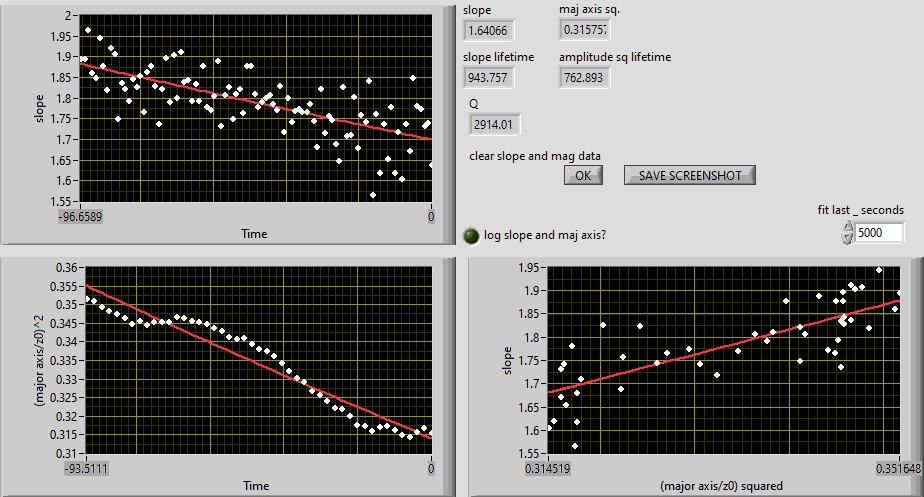 slope
2
1.9
1.9
1.85
1.8
1.75
1.7
1.65
1.6
1.55
-96.6589
0
Time
slope
maj axis sq.
1.64066
0.31575
slope lifetime
amplitude sq lifetime
943.757
762.893
Q
2914.01
clear slope and mag data
OK
SAVE SCREENSHOT
fit last _ seconds
log slope and maj axis?
5000
(major axis/z0)^2
0.36
0.355
0.35
0.345
0.335
0.33
0.325
0.32
0.315
0.31
-93.5111
0
Time
slope
1.95
1.9
1.85
1.8
1.75
1.7
1.65
1.6
1.55
0.314519
0.351648
(major axis/z0) squared